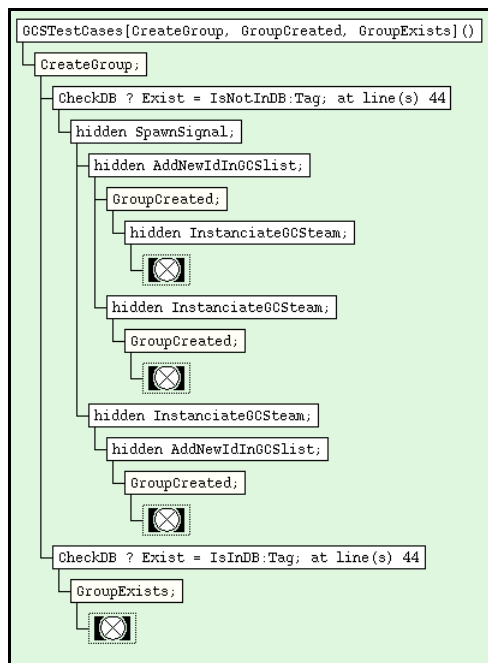 GCSTestCases[CreateGroup, GroupCreated, GroupExists]()
CreateGroup;
CheckDB ? Exist = IsNotInDB:Tag; at line(s) 44
hidden SpawnSignal;
hidden AddNewIdInGCSlist;
GroupCreated;
hidden InstanciateGCSteam;
hidden InstanciateGCSteam;
GroupCreated;
hidden InstanciateGCSteam;
hidden AddNewIdInGCSlist;
GroupCreated;
CheckDB ? Exist = IsInDB:Tag; at line(s) 44
GroupExists;